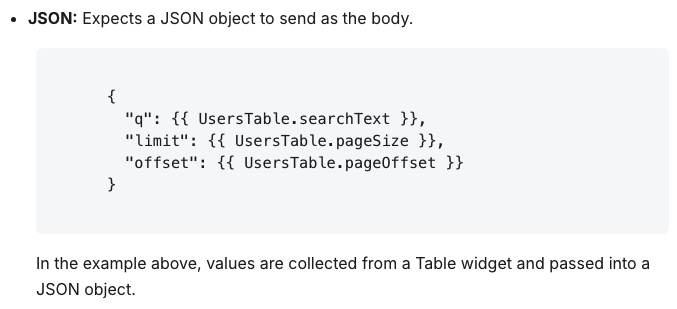 • JSON: Expects a JSON object to send as the body.
{
"q": {{ UsersTable.searchText }},
"limit": {{ UsersTable.pageSize }},
"offset": {{ UsersTable.pageOffset }}
}
In the example above, values are collected from a Table widget and passed into a
JSON object.